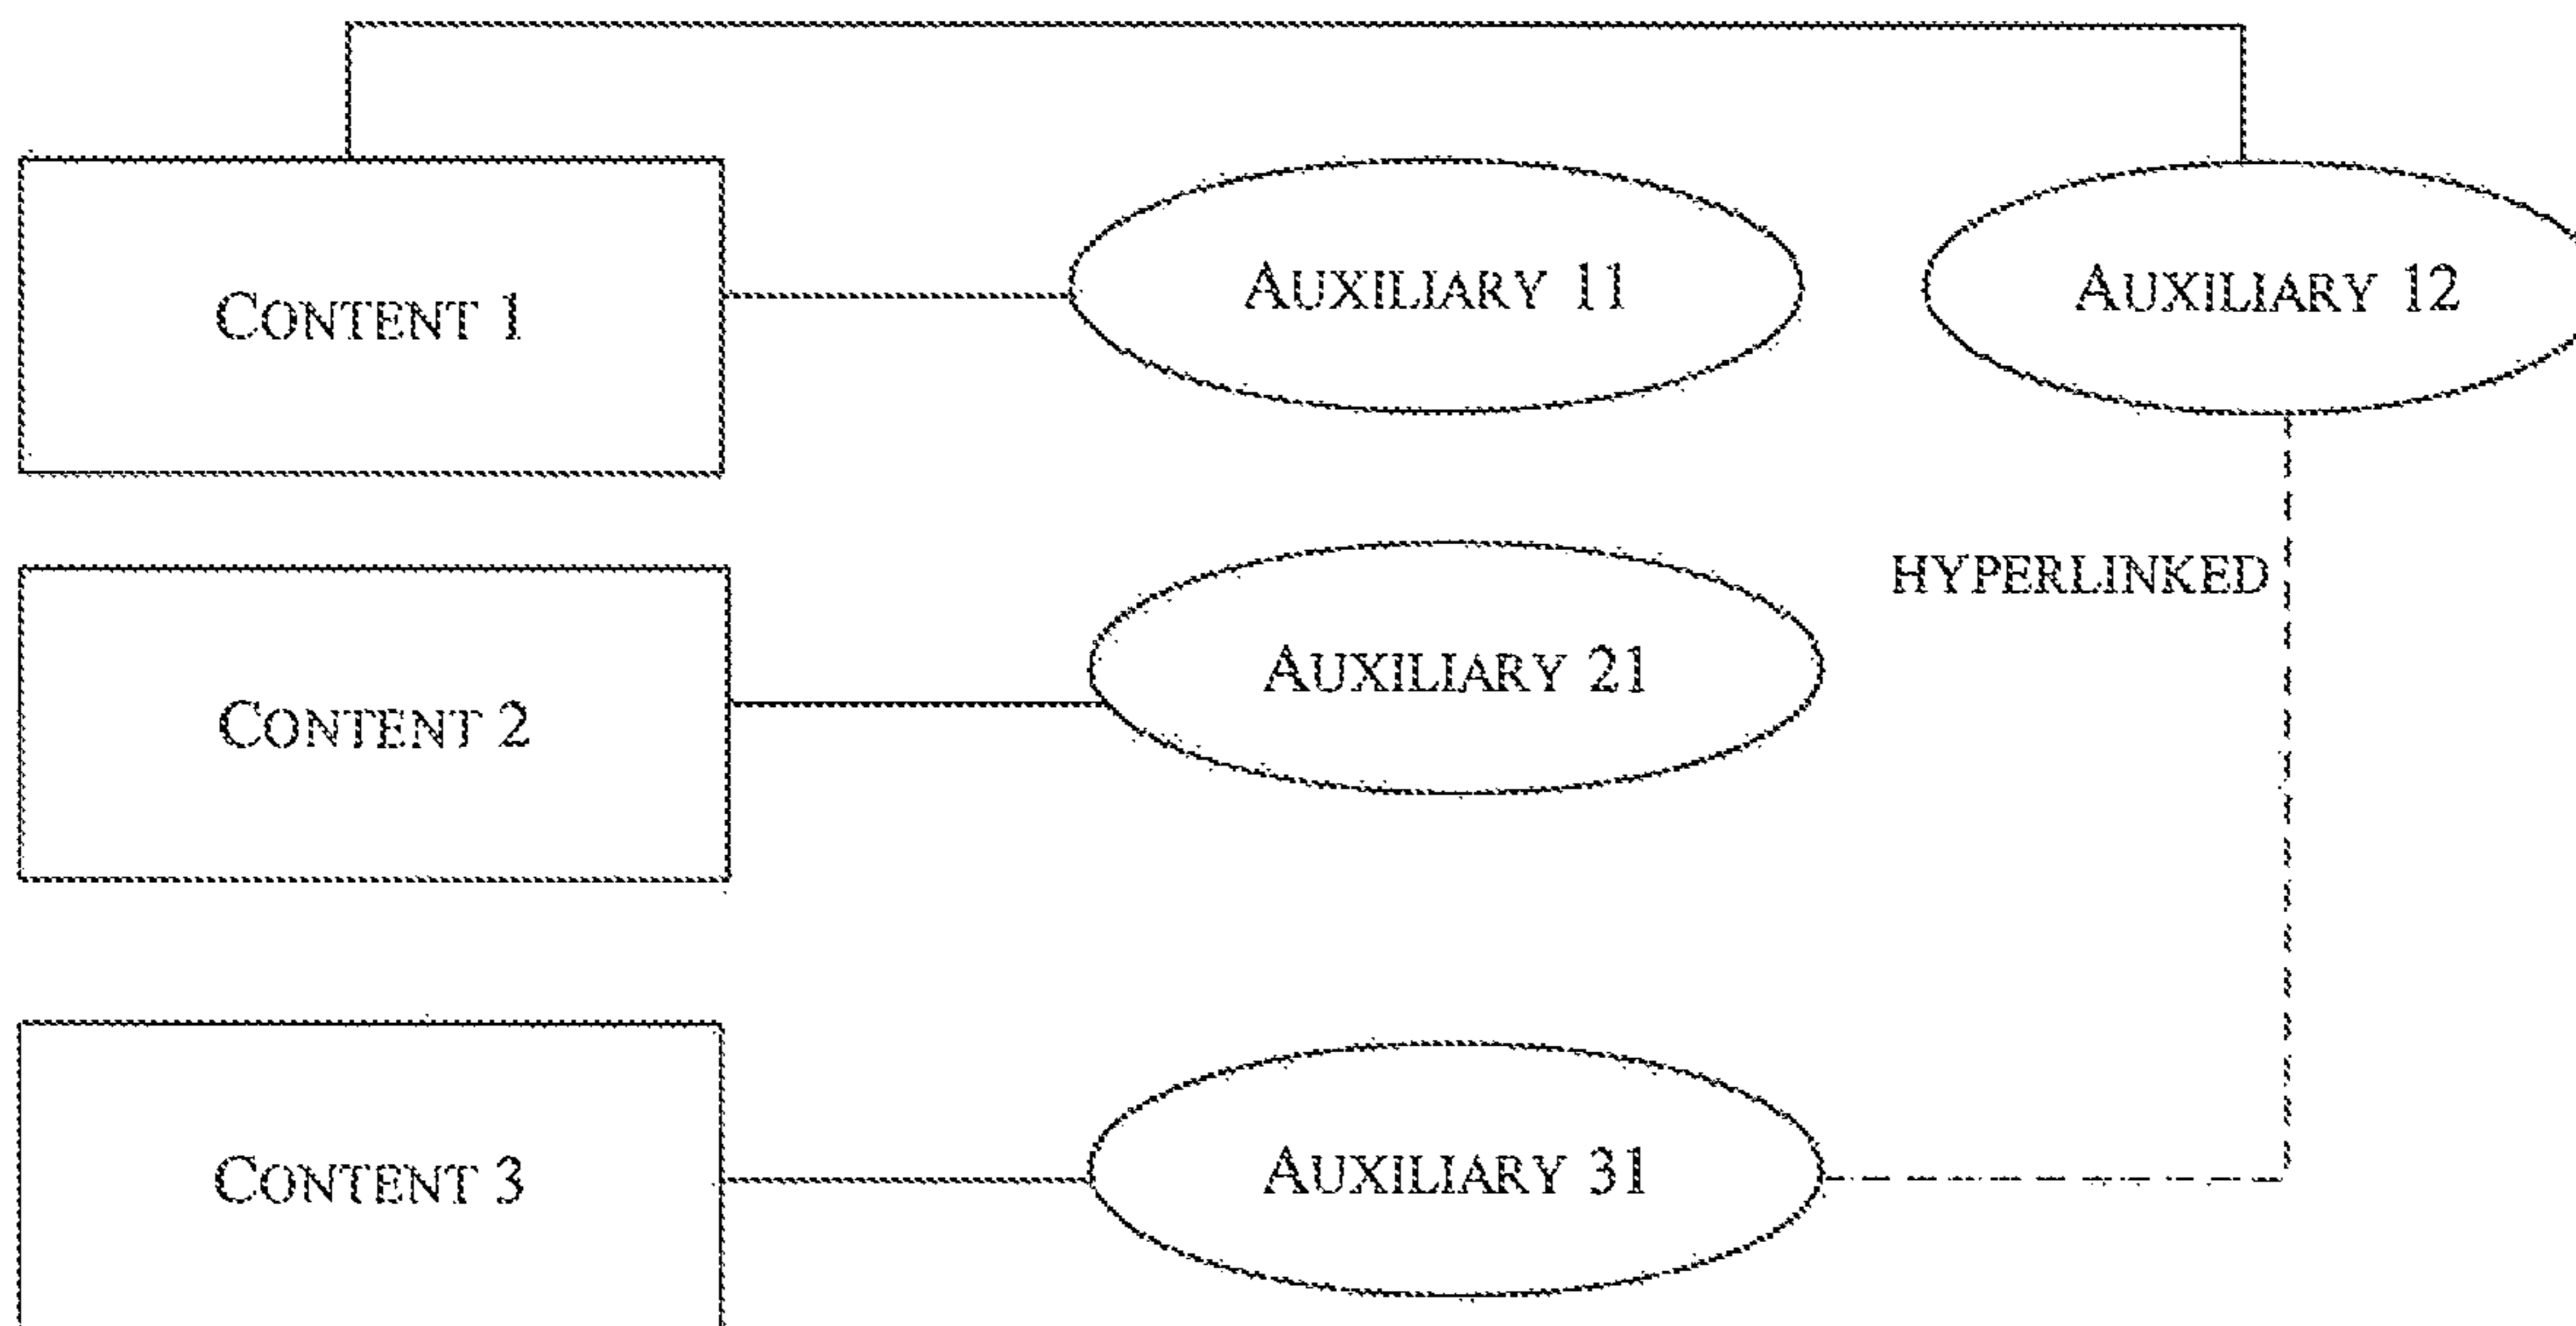 CONTENT 1
AUXILIARY 11
AUXILIARY 12
HYPERLINKED
CONTENT 2
AUXILIARY 21
CONTENT 3
AUXILIARY 31